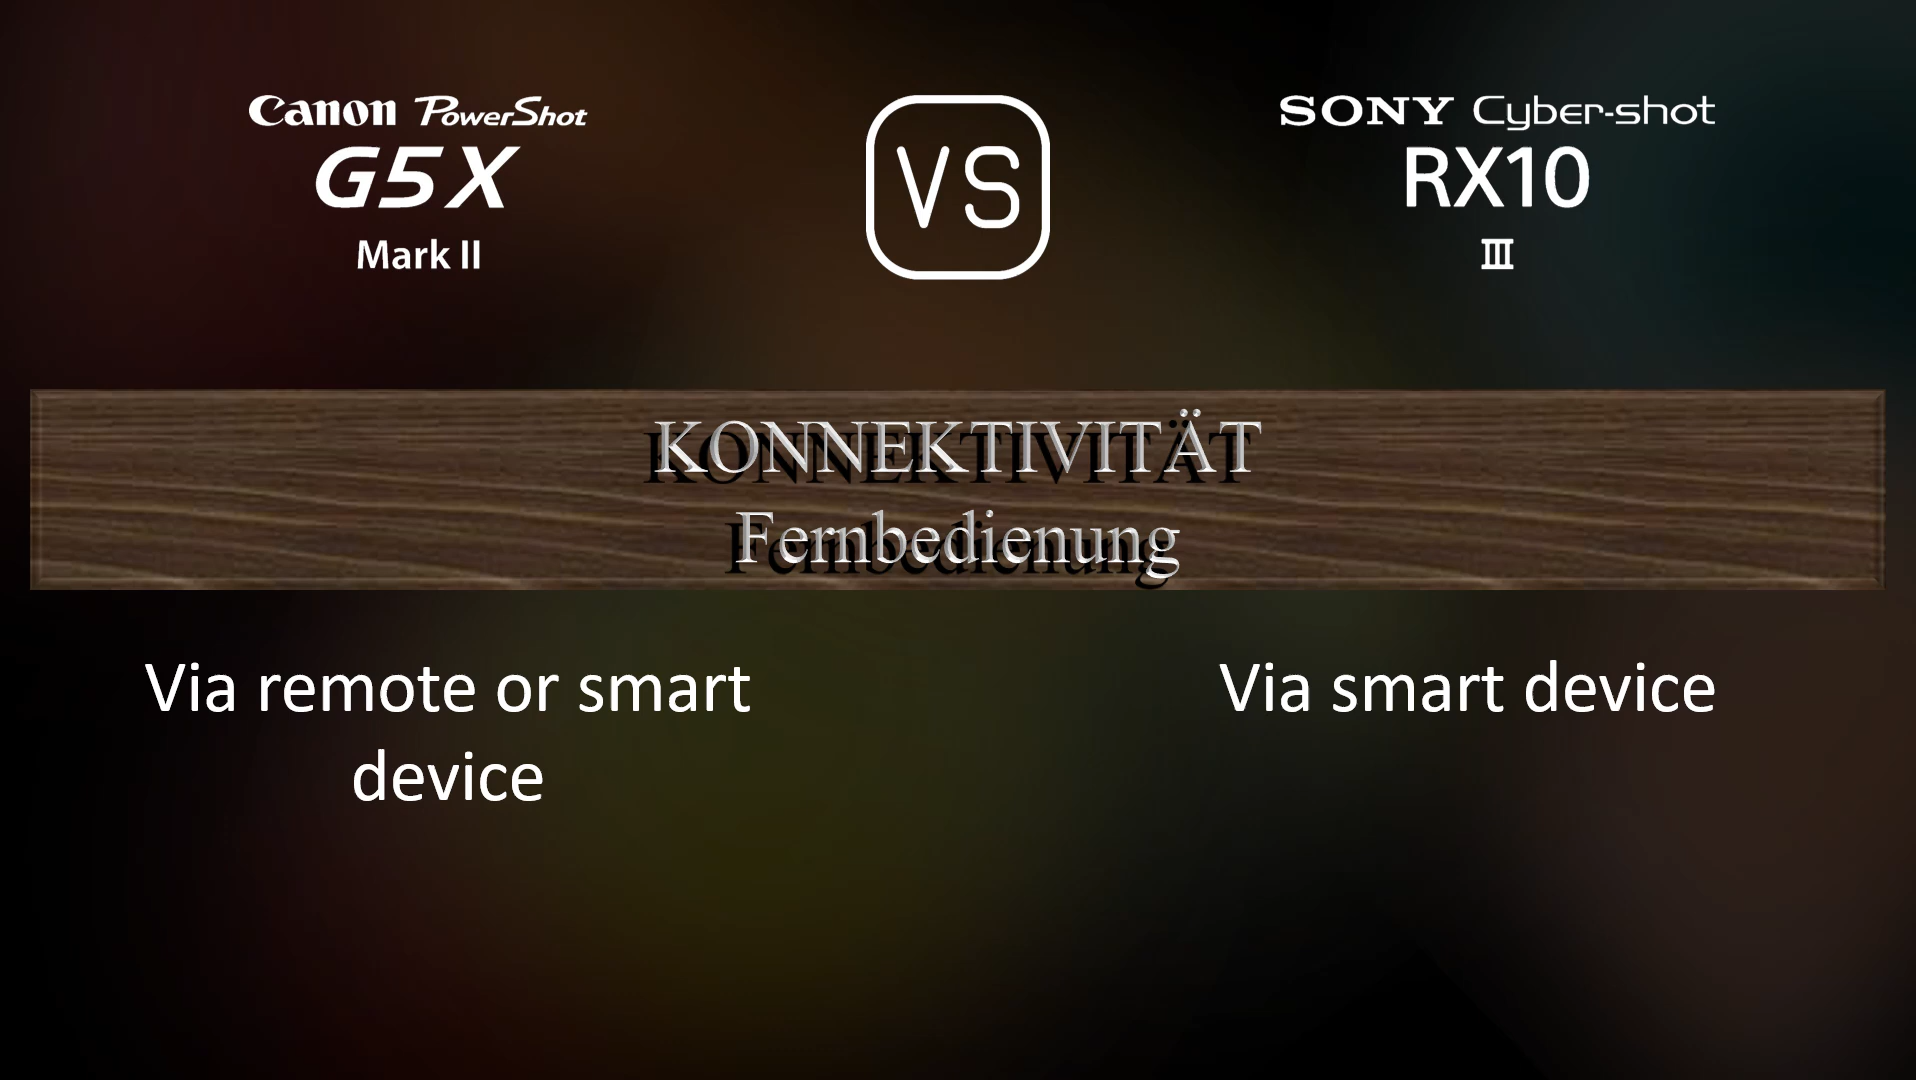 Canon PowerShot
G5 X
Mark II
VS
SONY Cyber-shot
RX10
III
KONNEKTIVITÄT
Fernbedienung
Via remote or smart
device
Via smart device